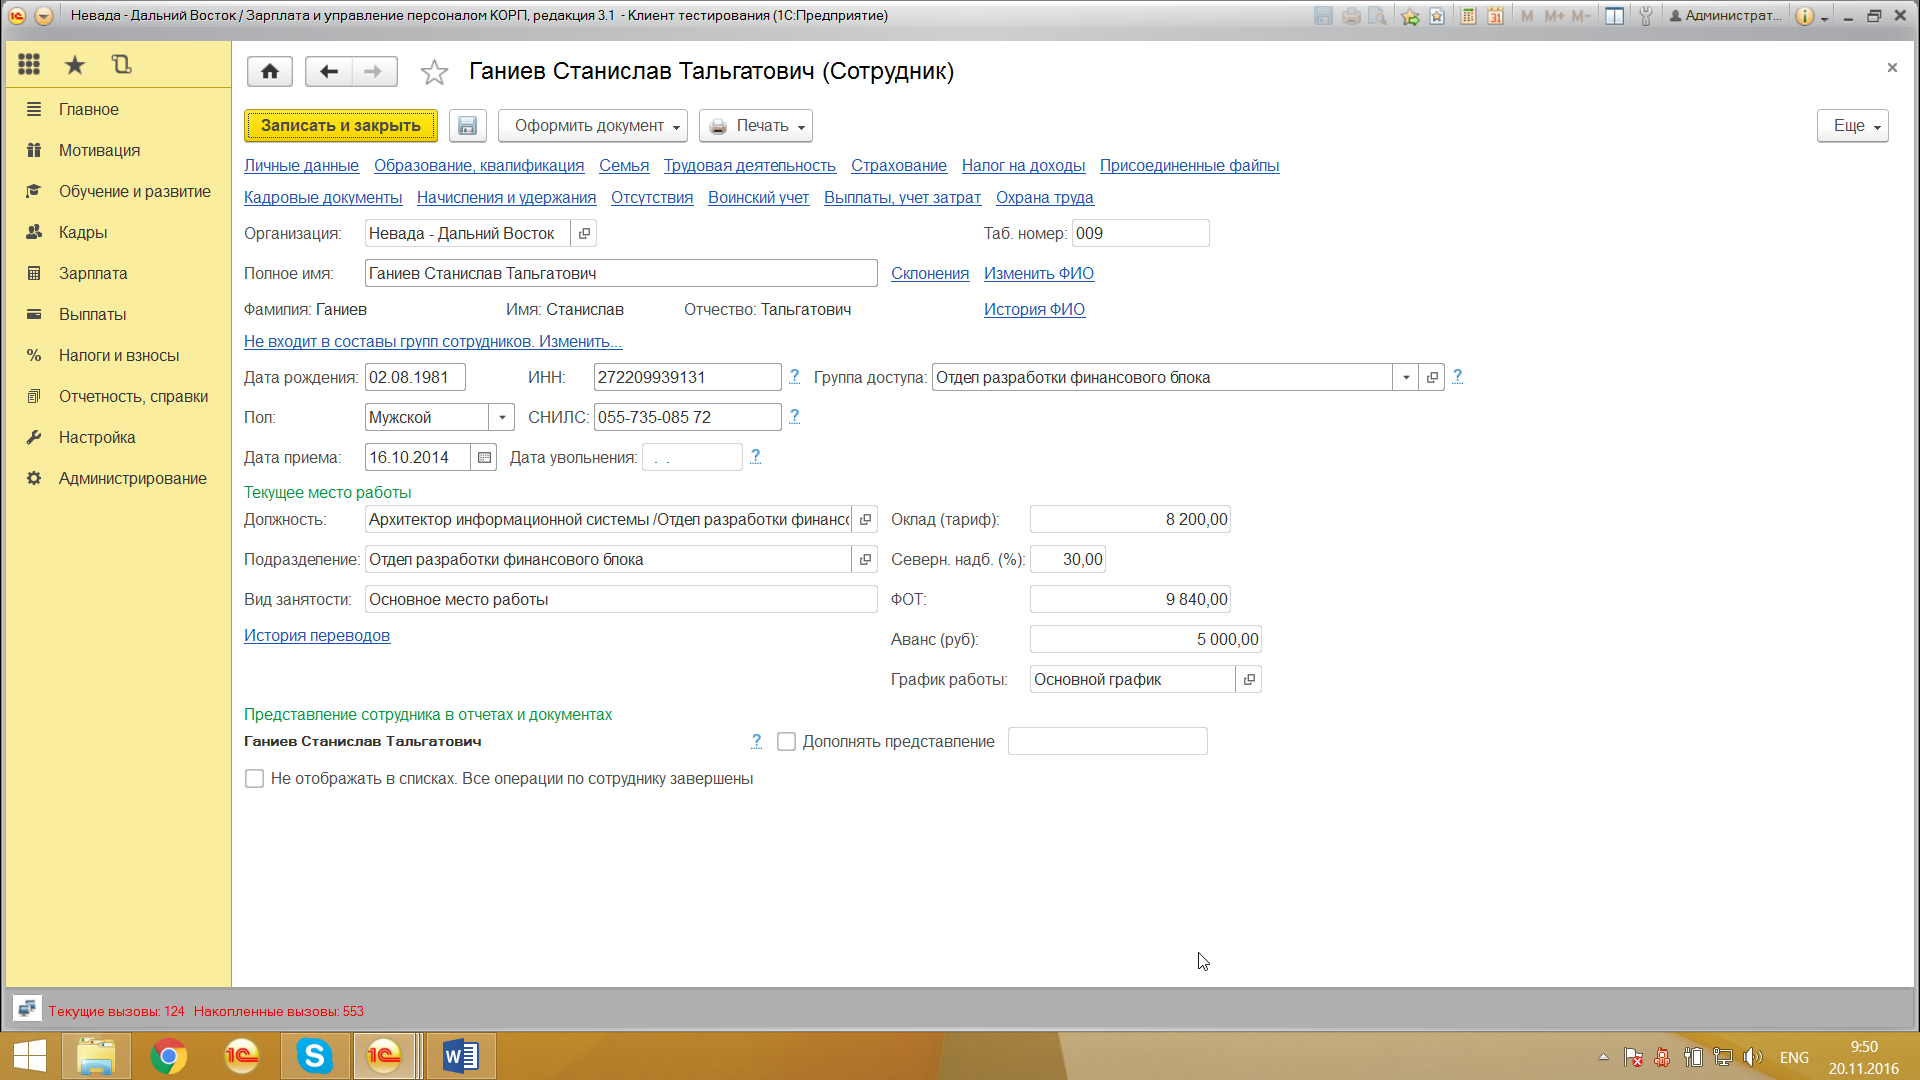 Невада - Дальний Восток / Зарплата и управление персоналом КОРП, редакция 3.1 - Клиент тестирования (1С:Предприятие)
M M+ M- Администрат...
Ганиев Станислав Тальгатович (Сотрудник)
Главное
Мотивация
Обучение и развитие
Кадры
Зарплата
Выплаты
Налоги и взносы
Отчетность, справки
Настройка
Администрирование
Записать и закрыть Оформить документ Печать Еще
Личные данные Образование, квалификация Семья Трудовая деятельность Страхование Налог на доходы Присоединенные файлы
Кадровые документы Начисления и удержания Отсутствия Воинский учет Выплаты, учет затрат Охрана труда
Организация: Невада - Дальний Восток Таб. номер: 009
Полное имя: Ганиев Станислав Тальгатович Склонения Изменить ФИО
Фамилия: Ганиев Имя: Станислав Отчество: Тальгатович История ФИО
Не входит в составы групп сотрудников. Изменить...
Дата рождения: 02.08.1981 ИНН: 272209939131 ? Группа доступа: Отдел разработки финансового блока ?
Пол: Мужской СНИЛС: 055-735-085 72 ?
Дата приема: 16.10.2014 Дата увольнения: . . ?
Текущее место работы
Должность: Архитектор информационной системы /Отдел разработки финансо Оклад (тариф): 8 200,00
Подразделение: Отдел разработки финансового блока Северн. надб. (%): 30,00
Вид занятости: Основное место работы ФОТ: 9 840,00
История переводов Аванс (руб): 5 000,00
График работы: Основной график
Представление сотрудника в отчетах и документах
Ганиев Станислав Тальгатович ? Дополнять представление
Не отображать в списках. Все операции по сотруднику завершены
Текущие вызовы: 124 Накопленные вызовы: 553
ENG
9:50
20.11.2016